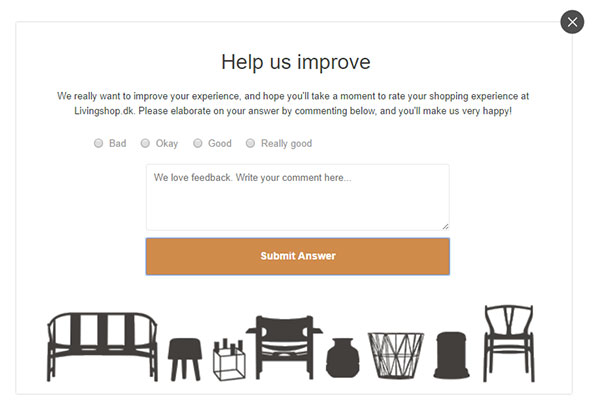 Help us improve
We really want to improve your experience, and hope you'll take a moment to rate your shopping experience at
Livingshop.dk. Please elaborate on your answer by commenting below, and you'll make us very happy!
Bad Okay Good Really good
We love feedback. Write your comment here...
Submit Answer